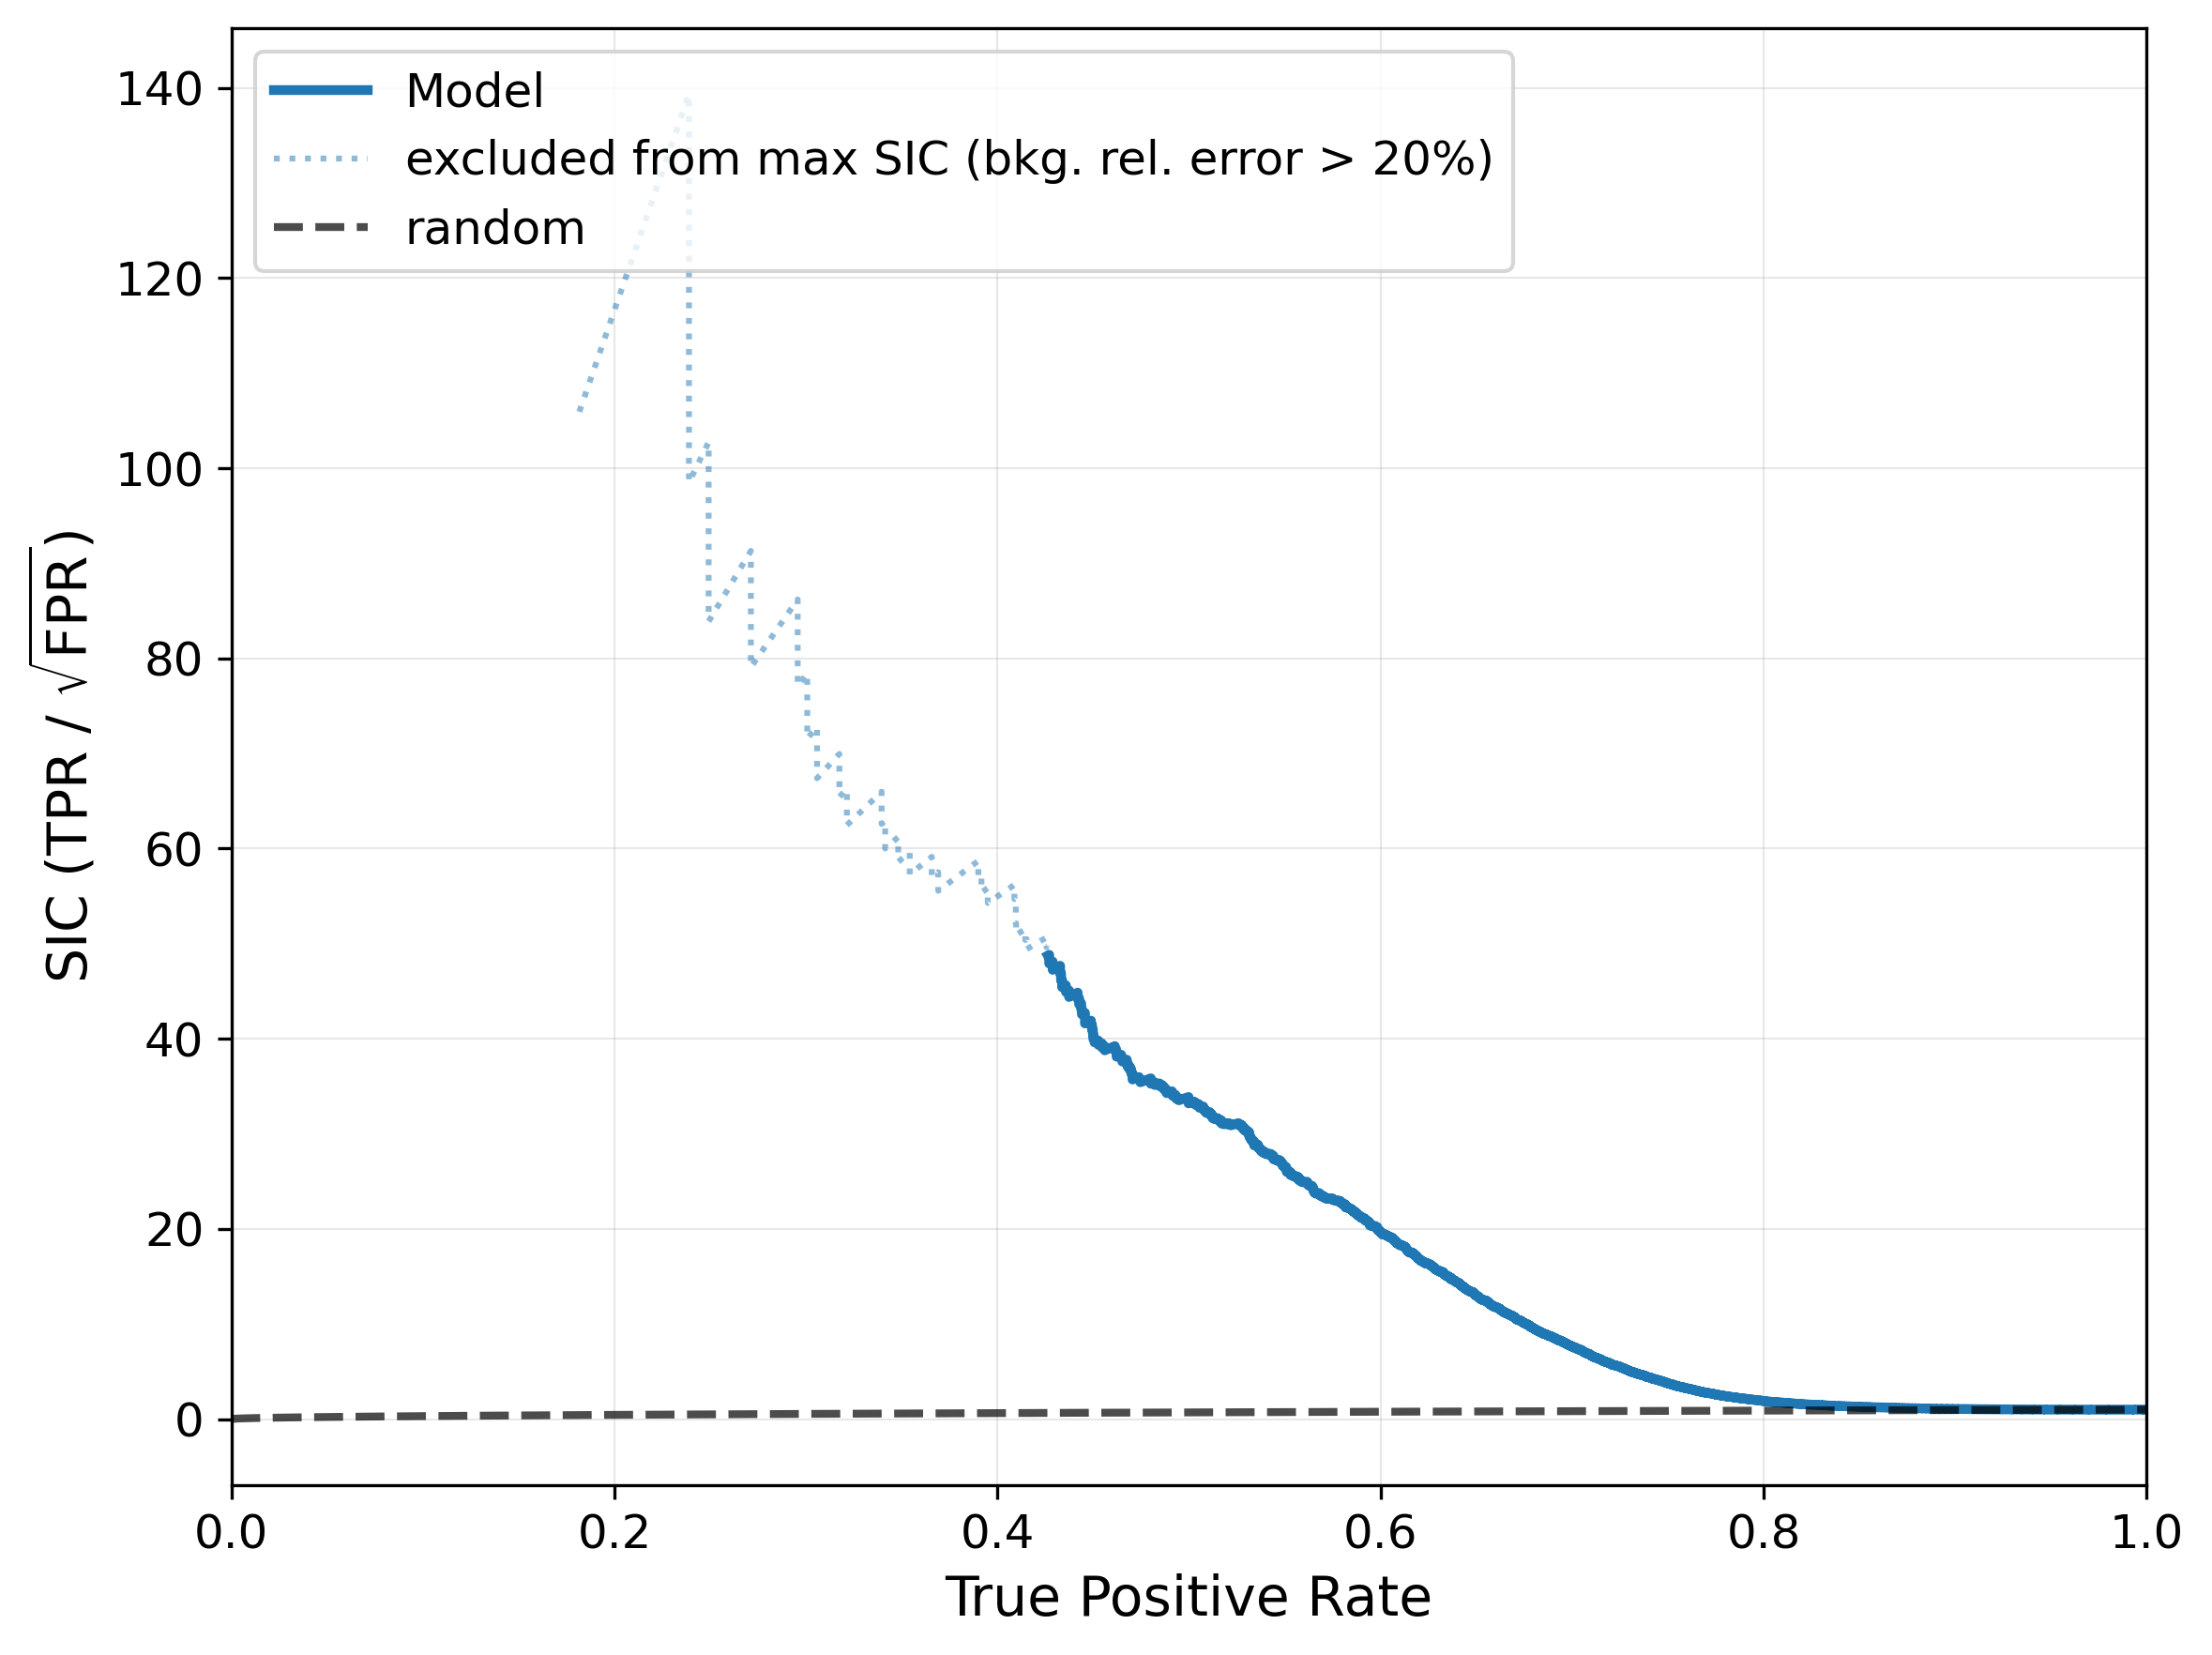 Model
excluded from max SIC (bkg. rel. error > 20%)
random
140
120
100
80
60
40
20
0
SIC (TPR / √FPR)
0.0 0.2 0.4 0.6 0.8 1.0
True Positive Rate